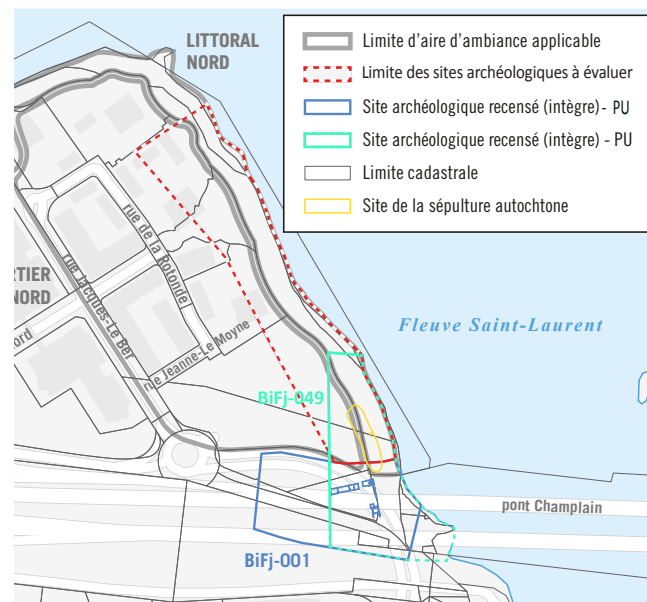 LITTORAL
NORD
Limite d'aire d'ambiance applicable
Limite des sites archéologiques à évaluer
Site archéologique recensé (intègre) - PU
Site archéologique recensé (intègre) - PU
Limite cadastrale
Site de la sépulture autochtone
rue de la Rotonde
RTIER
NORD
rue Jacques-Le Ber
ord
rue Jeanne-Le Moyne
Fleuve Saint-Laurent
BiFj-049
pont Champlain
BiFj-001